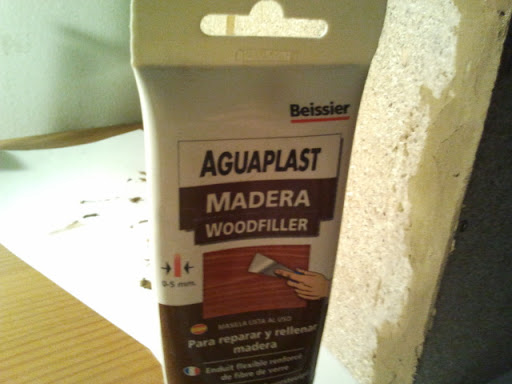 Beissier
AGUAPLAST
MADERA
WOODFILLER
0-5 mm.
MASILLA LISTA AL USO
Para reparar y rellenar
madera
Enduit flexible renforcé
de fibre de verre